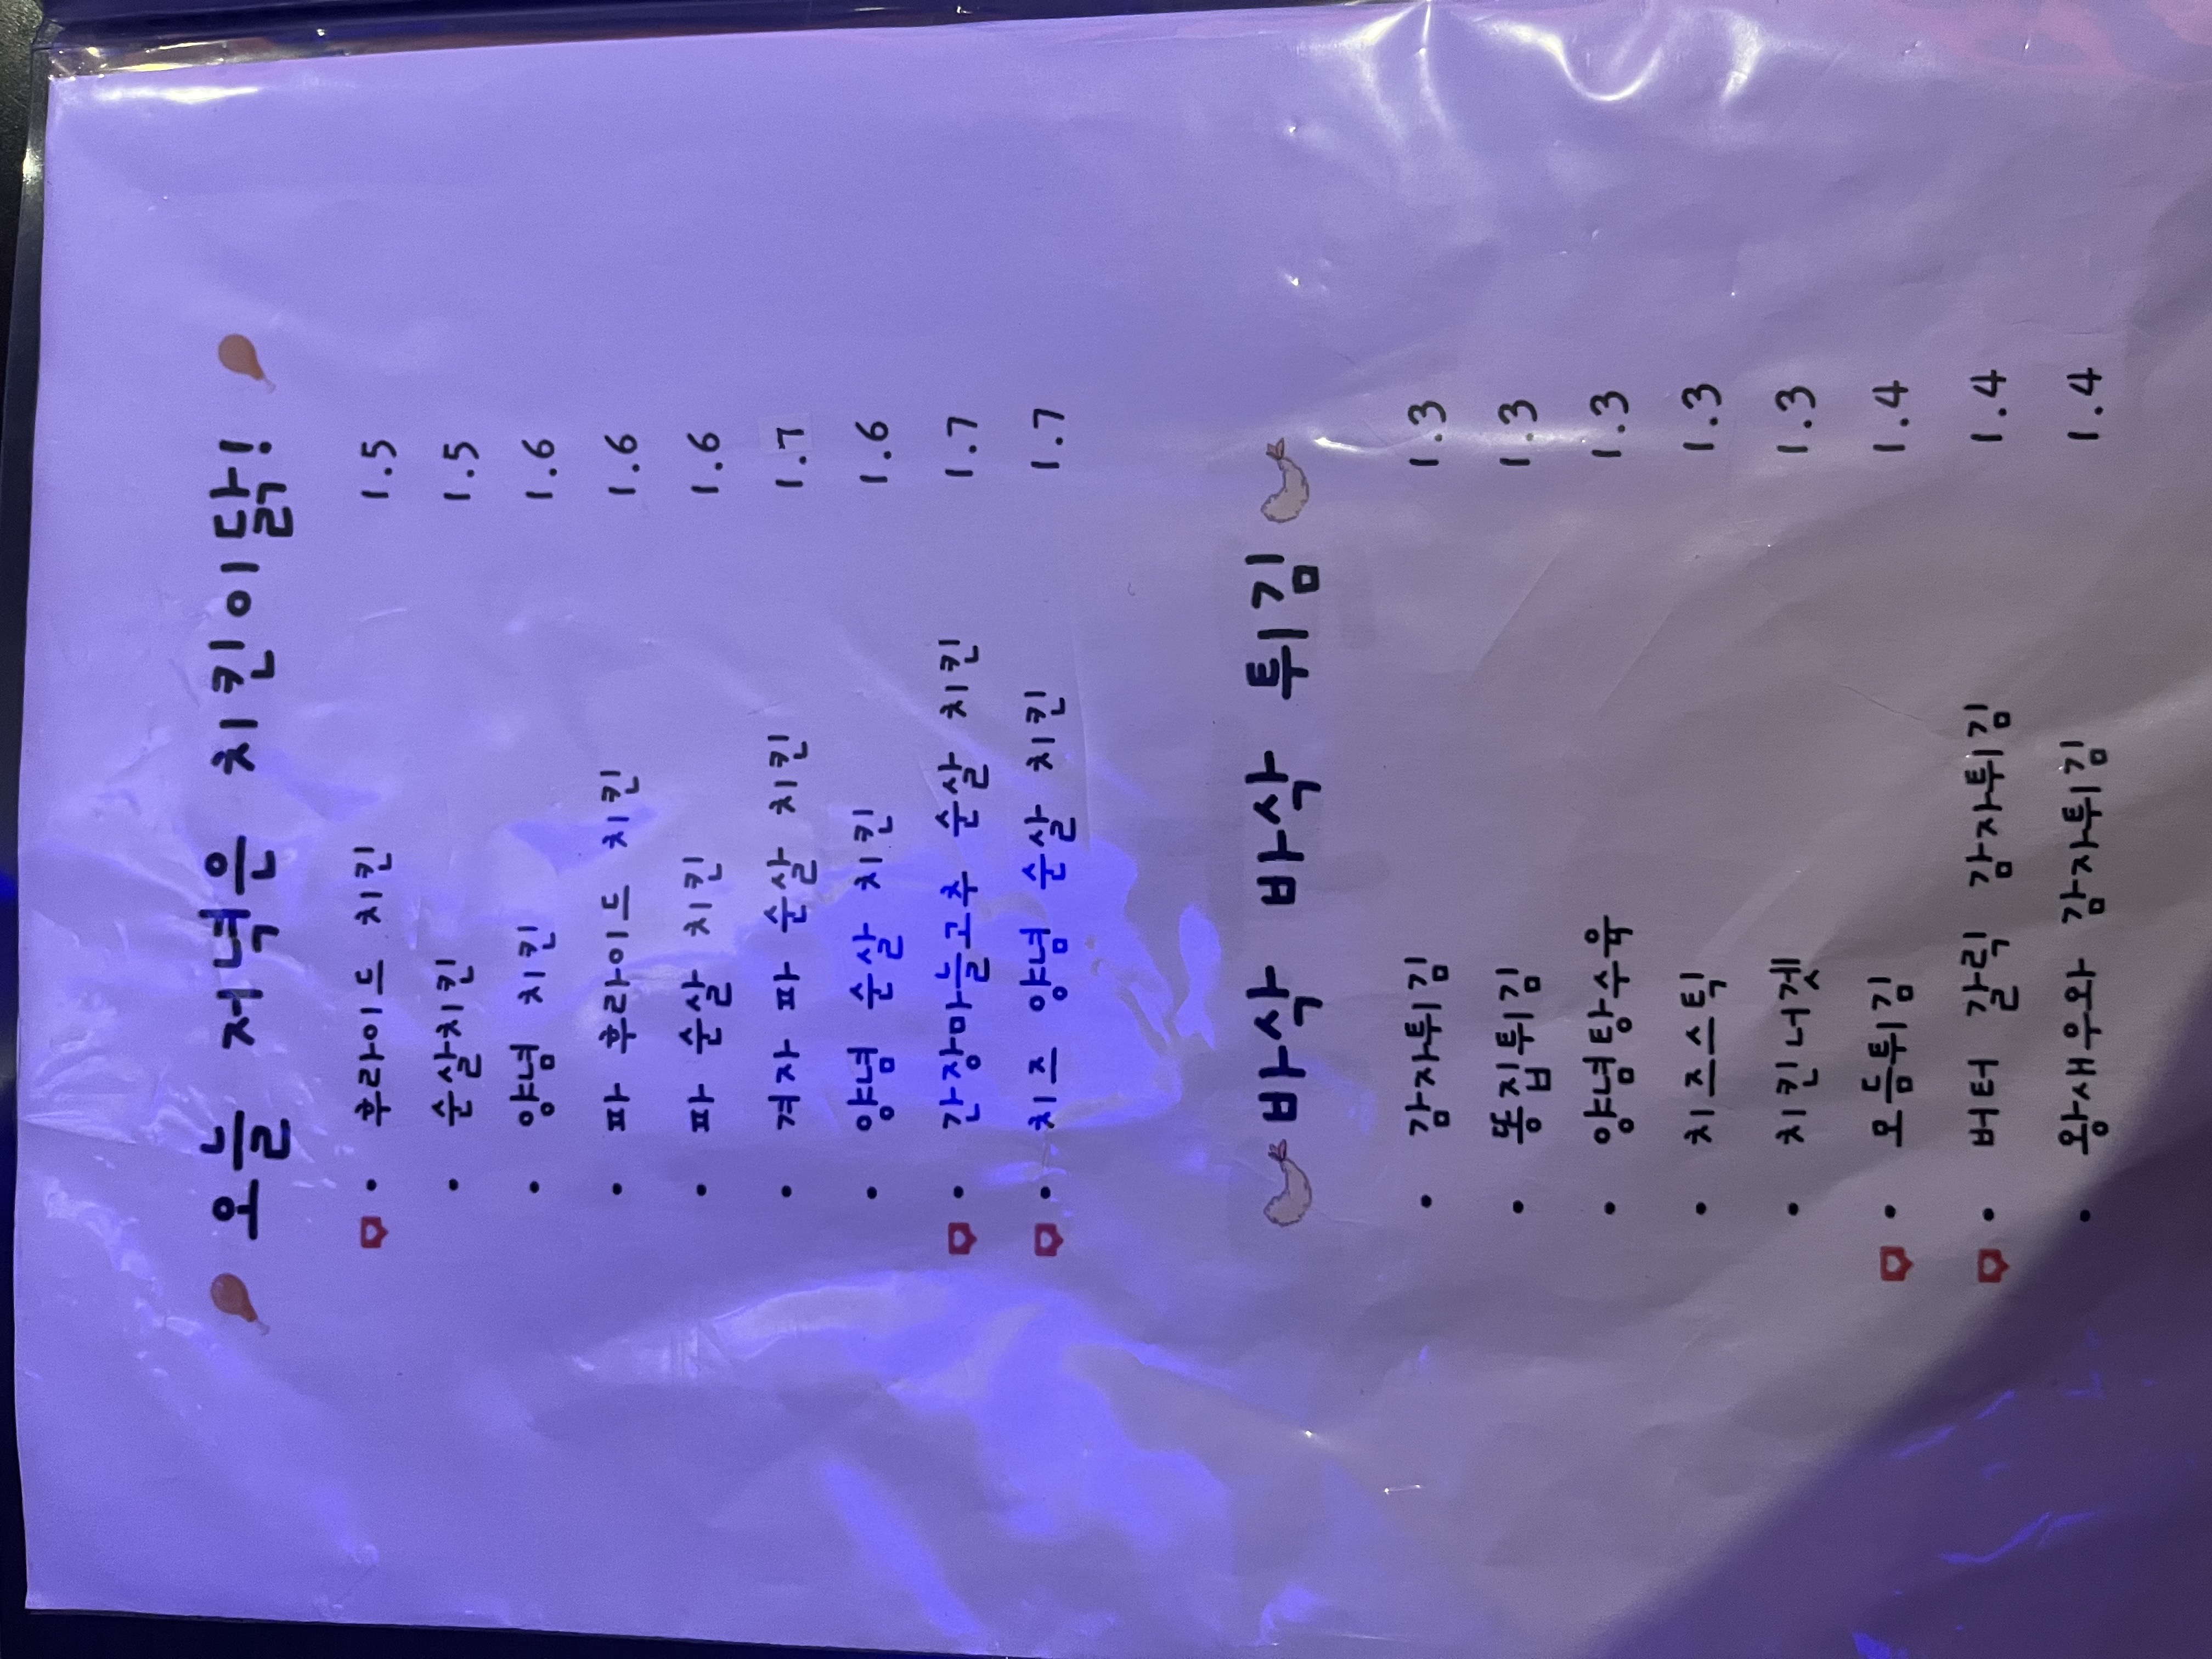 오늘 저녁은 치킨이닭!
• 후라이드 치킨 1.5
• 순살치킨 1.5
• 양념 치킨 1.6
• 파 후라이드 치킨 1.6
• 파 순살 치킨 1.6
• 겨자 파 순살 치킨 1.7
• 양념 순살 치킨 1.6
• 간장마늘고추 순살 치킨 1.7
• 치즈 양념 순살 치킨 1.7
바삭 바삭 튀김
• 감자튀김 1.3
• 똥집튀김 1.3
• 양념탕수육 1.3
• 치즈스틱 1.3
• 치킨너겟 1.3
• 모듬튀김 1.4
• 버터 갈릭 감자튀김 1.4
• 왕새우와 감자튀김 1.4